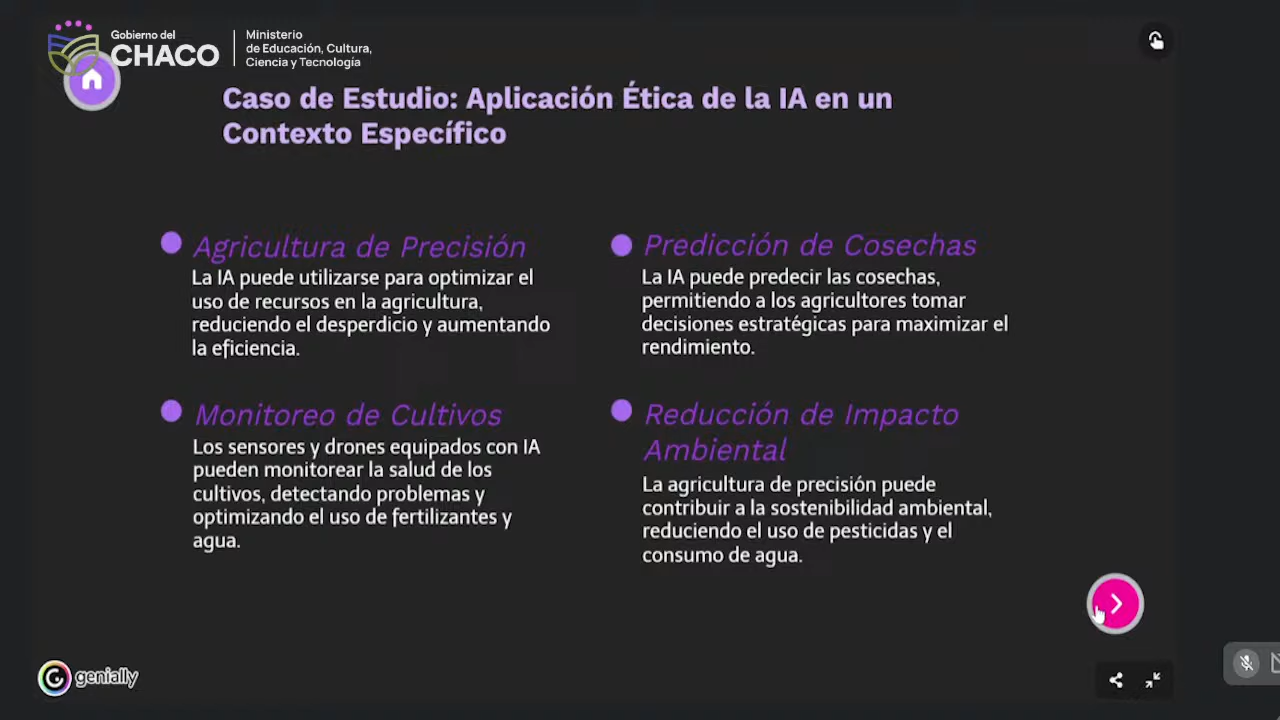 Gobierno del
CHACO
Ministerio
de Educación, Cultura,
Ciencia y Tecnología
Caso de Estudio: Aplicación Ética de la IA en un
Contexto Específico
Agricultura de Precisión
La IA puede utilizarse para optimizar el
uso de recursos en la agricultura,
reduciendo el desperdicio y aumentando
la eficiencia.
Predicción de Cosechas
La IA puede predecir las cosechas,
permitiendo a los agricultores tomar
decisiones estratégicas para maximizar el
rendimiento.
Monitoreo de Cultivos
Los sensores y drones equipados con IA
pueden monitorear la salud de los
cultivos, detectando problemas y
optimizando el uso de fertilizantes y
agua.
Reducción de Impacto
Ambiental
La agricultura de precisión puede
contribuir a la sostenibilidad ambiental,
reduciendo el uso de pesticidas y el
consumo de agua.
genially